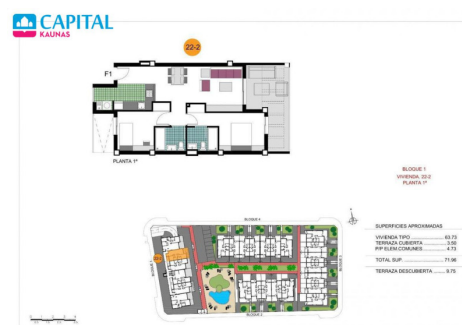 CAPITAL
KAUNAS
22-2
F1
PLANTA 1ª
BLOQUE 1
VIVIENDA. 22-2
PLANTA 1ª
BLOQUE 4
BLOQUE 3
BLOQUE 2
SUPERFICIES APROXIMADAS
VIVIENDA TIPO ............... 63.73
TERRAZA CUBIERTA ............... 3.50
P/P ELEM COMUNES ............ 4.73
TOTAL SUP. ........................ 71.96
TERRAZA DESCUBIERTA ........ 9.75